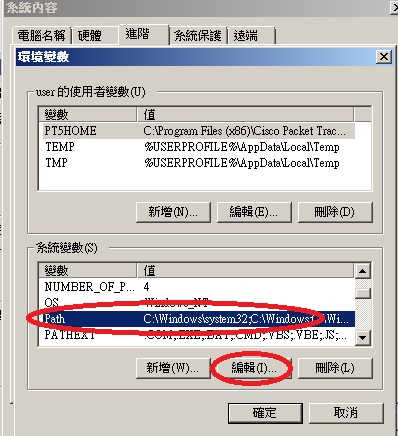 系統內容
電腦名稱 硬體 進階 系統保護 遠端
環境變數
user 的使用者變數(U)
變數 值
PT5HOME C:\Program Files (x86)\Cisco Packet Trac...
TEMP %USERPROFILE%\AppData\Local\Temp
TMP %USERPROFILE%\AppData\Local\Temp
新增(N)... 編輯(E)... 刪除(D)
系統變數(S)
變數 值
NUMBER_OF_P... 4
OS Windows_NT
Path C:\Windows\system32;C:\Windows;C:\Wi...
PATHEXT .COM;.EXE;.BAT;.CMD;.VBS;.VBE;.JS;...
新增(W)... 編輯(I)... 刪除(L)
確定 取消